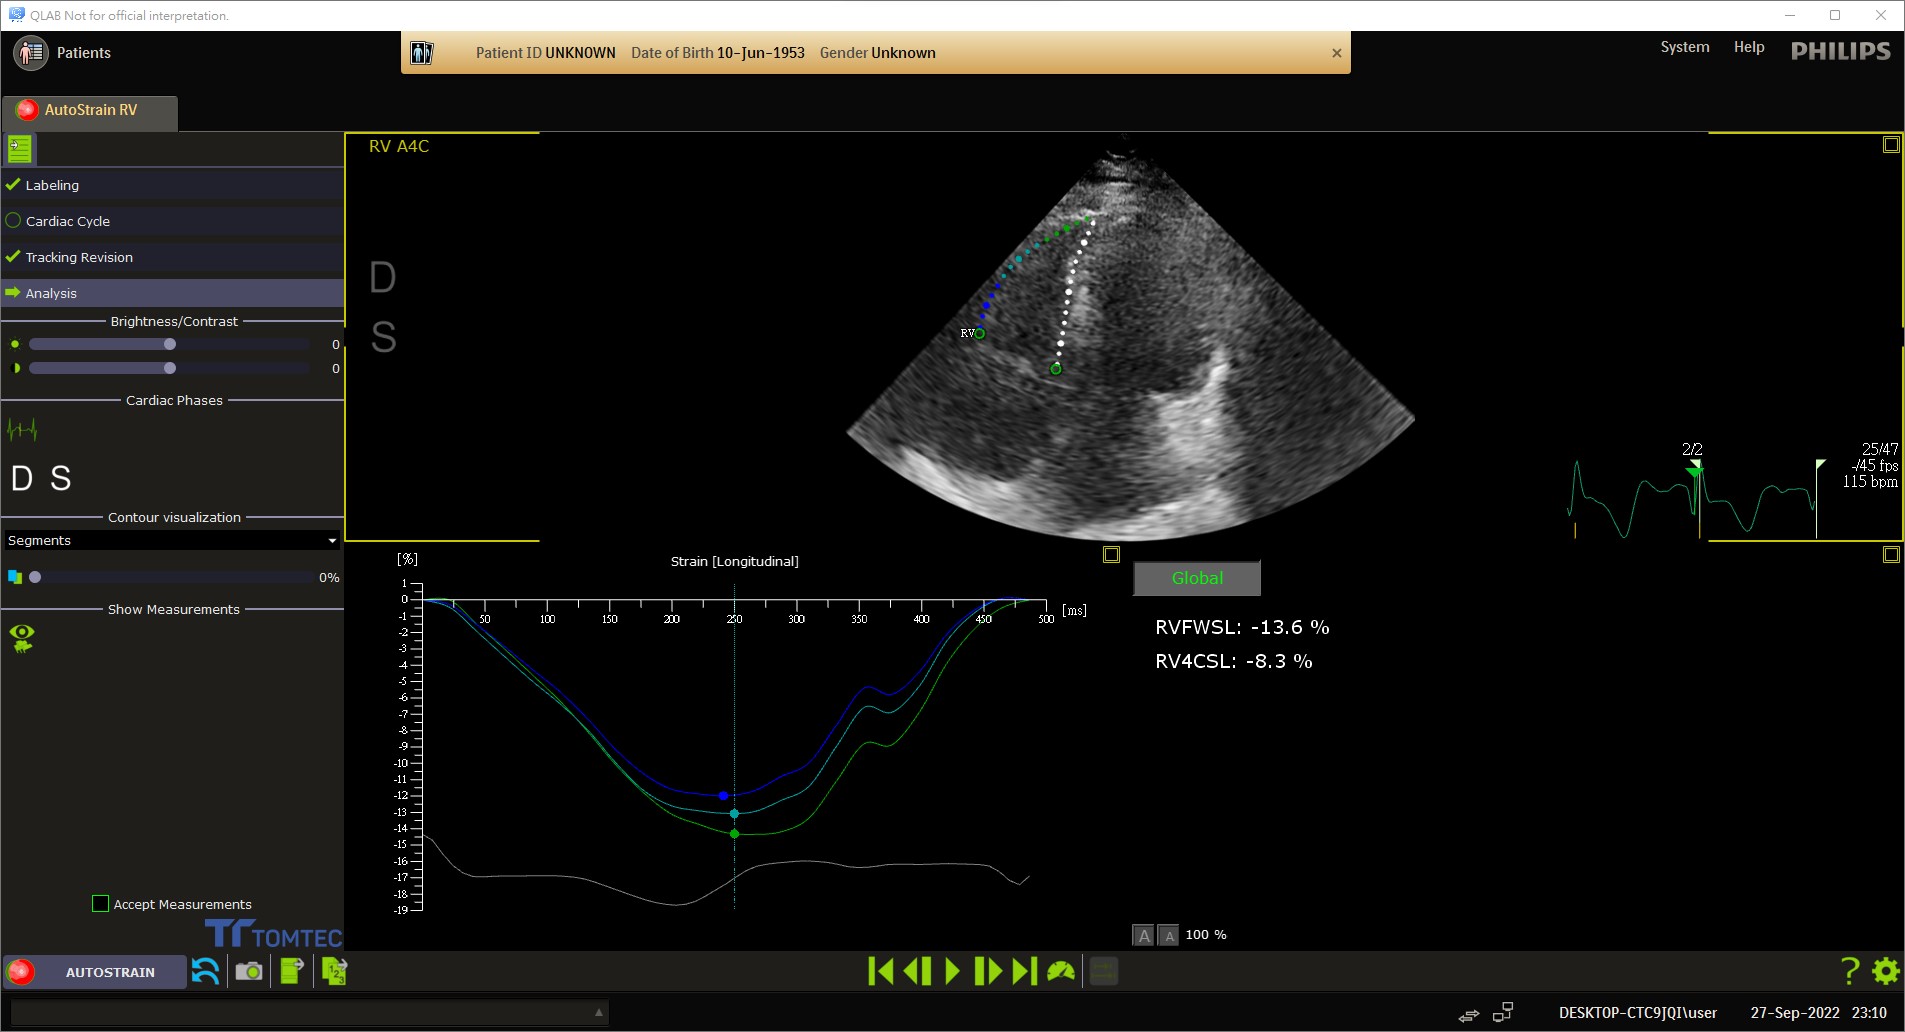 QLAB Not for official interpretation.
Patients
Patient ID UNKNOWN Date of Birth 10-Jun-1953 Gender Unknown
System Help PHILIPS
AutoStrain RV
Labeling
Cardiac Cycle
Tracking Revision
Analysis
Brightness/Contrast
0
0
Cardiac Phases
D S
Contour visualization
Segments
0%
Show Measurements
Accept Measurements
TOMTEC
RV A4C
D
S
RV
2/2
25/47
-/45 fps
115 bpm
Strain [Longitudinal]
[%]
1
0
-1
-2
-3
-4
-5
-6
-7
-8
-9
-10
-11
-12
-13
-14
-15
-16
-17
-18
-19
50 100 150 200 250 300 350 400 450 500
[ms]
Global
RVFWSL: -13.6 %
RV4CSL: -8.3 %
A A 100 %
AUTOSTRAIN
123
?
DESKTOP-CTC9JQI\user 27-Sep-2022 23:10